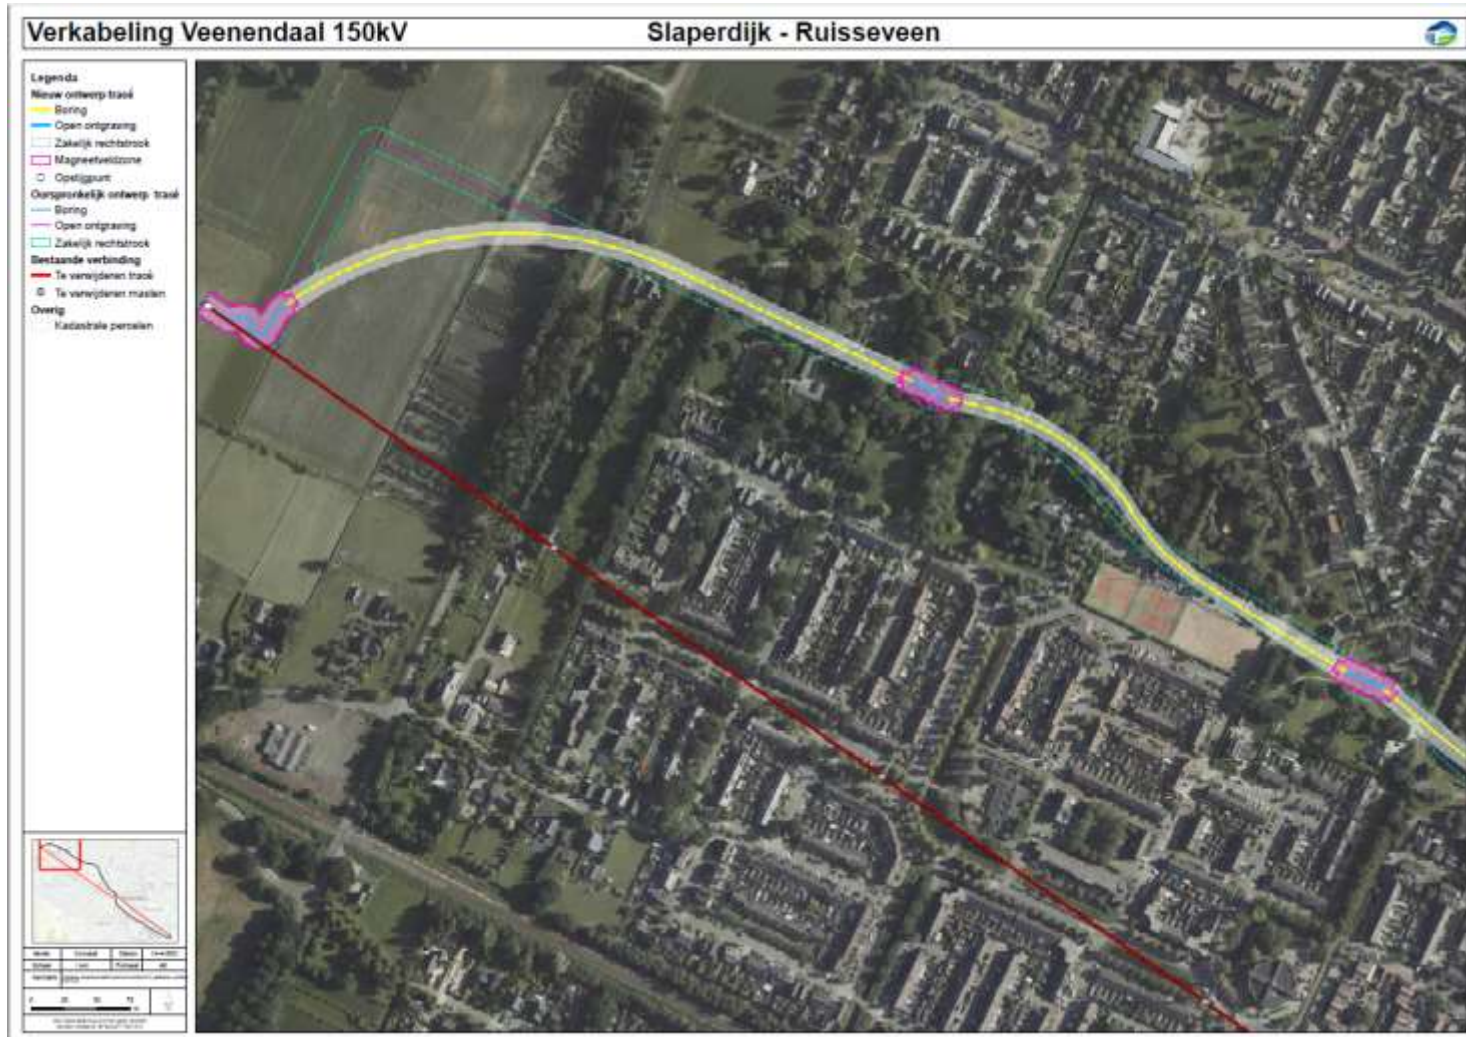 Verkabeling Veenendaal 150kV
Slaperdijk - Ruisseveen
Legenda
Nieuw ontwerp tracé
Boring
Open ontgraving
Zakelijk rechtstrook
Magneetveldzone
Opstijgpunt
Oorspronkelijk ontwerp tracé
Boring
Open ontgraving
Zakelijk rechtstrook
Bestaande verbinding
Te verwijderen tracé
Te verwijderen masten
Overig
Kadastrale percelen